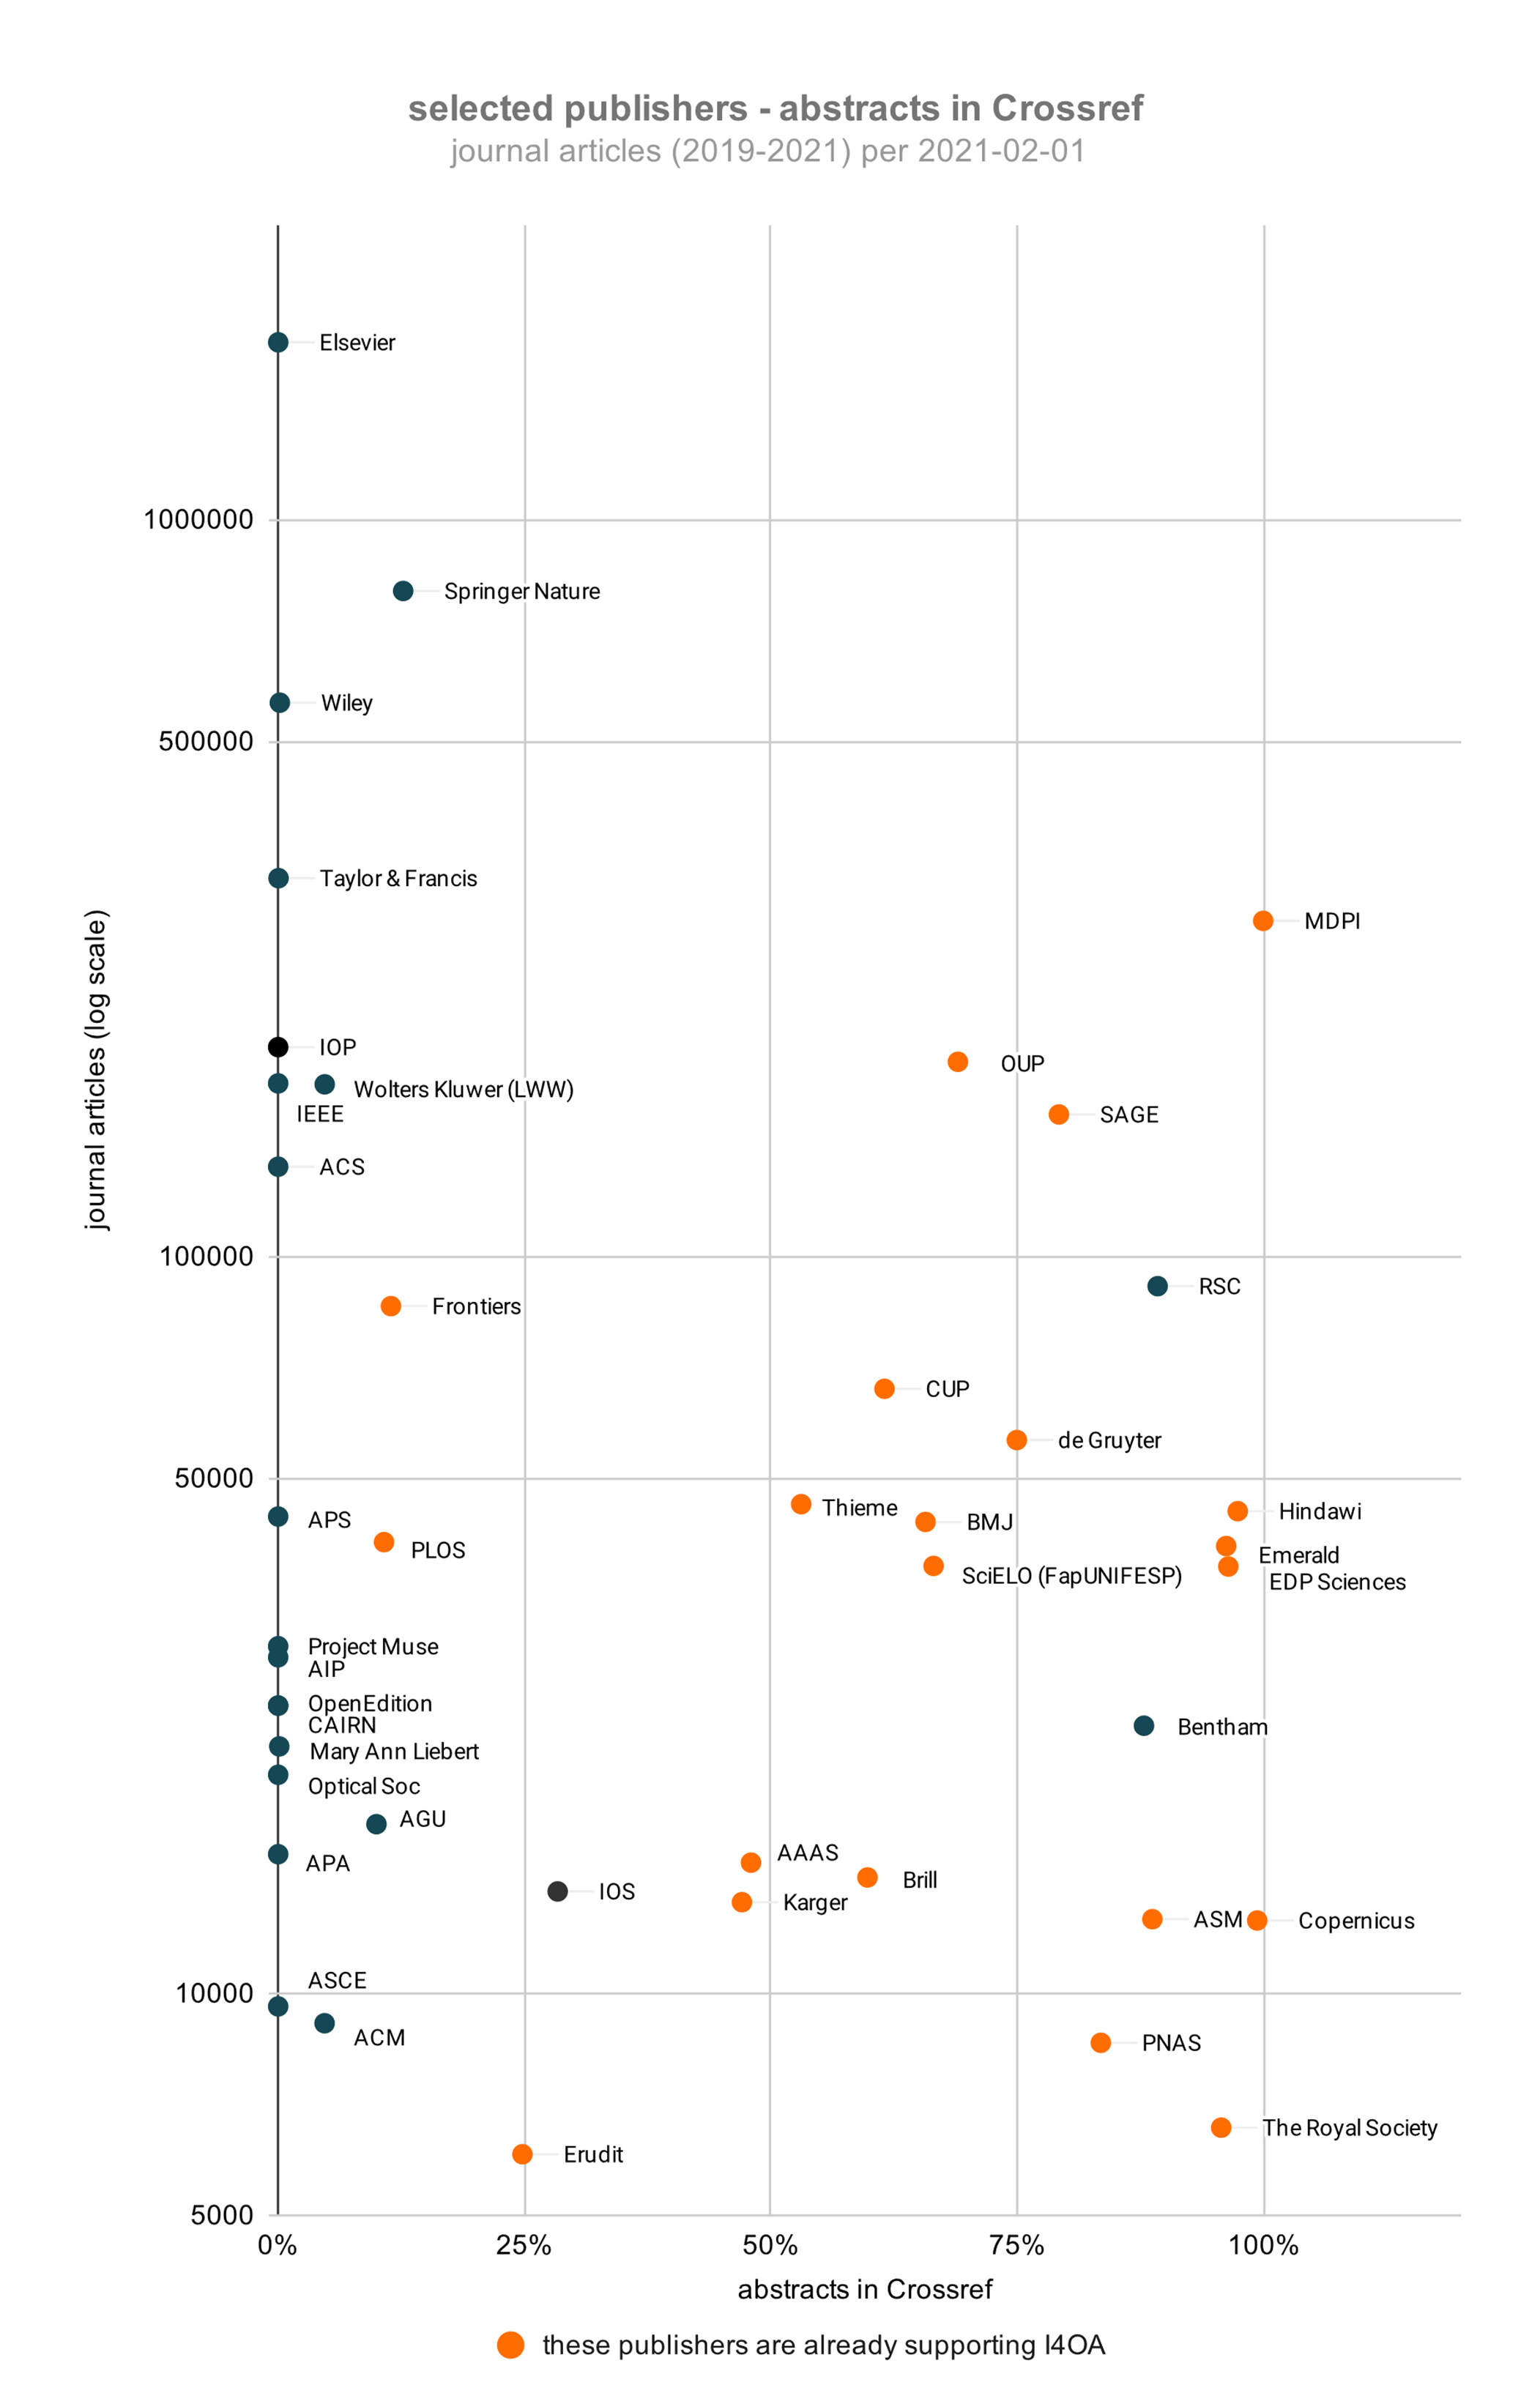 selected publishers - abstracts in Crossref
journal articles (2019-2021) per 2021-02-01
journal articles (log scale)
Elsevier
1000000
Springer Nature
Wiley
500000
Taylor & Francis
MDPI
IOP
OUP
Wolters Kluwer (LWW)
IEEE
SAGE
ACS
100000
RSC
Frontiers
CUP
de Gruyter
50000
Thieme
Hindawi
APS
BMJ
PLOS
Emerald
SciELO (FapUNIFESP)
EDP Sciences
Project Muse
AIP
OpenEdition
CAIRN
Bentham
Mary Ann Liebert
Optical Soc
AGU
AAAS
APA
Brill
IOS
Karger
ASM
Copernicus
ASCE
10000
ACM
PNAS
The Royal Society
Erudit
5000
0% 25% 50% 75% 100%
abstracts in Crossref
these publishers are already supporting I4OA